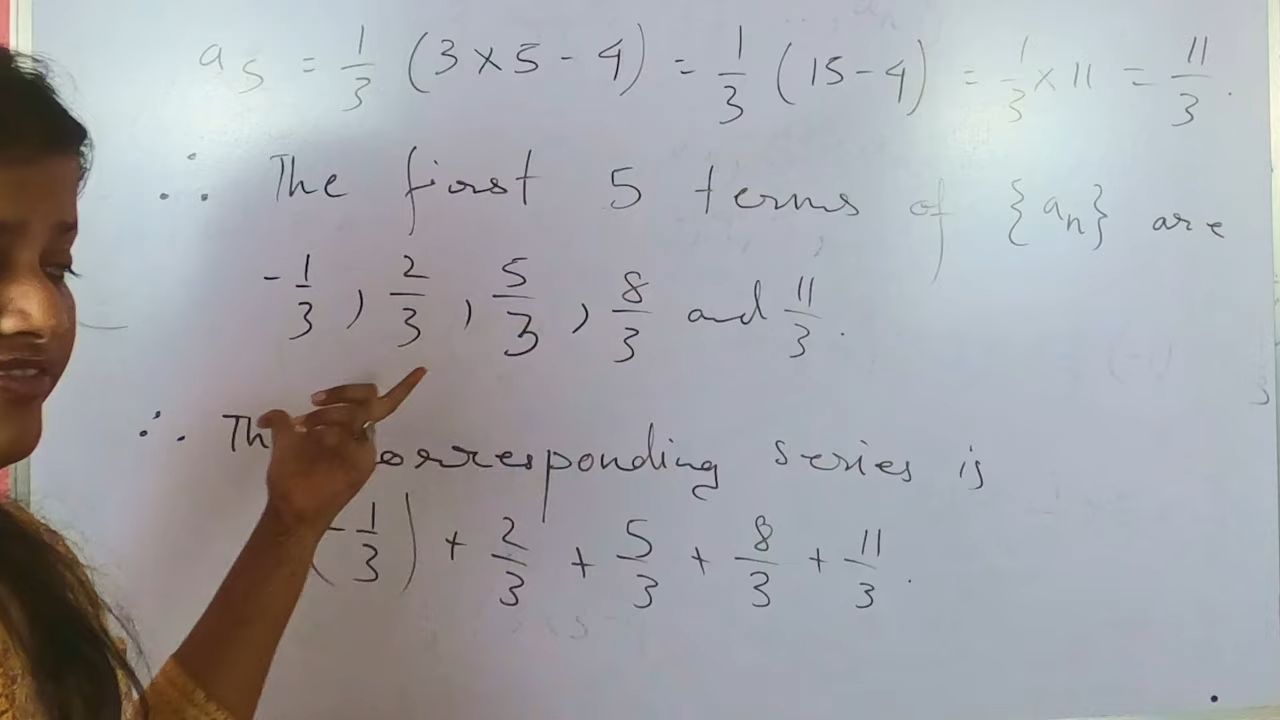 a₅ = 1/3 (3×5-4) = 1/3 (15-4) = 1/3 × 11 = 11/3.
∴ The first 5 terms of {aₙ} are
-1/3, 2/3, 5/3, 8/3 and 11/3.
∴ corresponding series is
(-1/3) + 2/3 + 5/3 + 8/3 + 11/3.